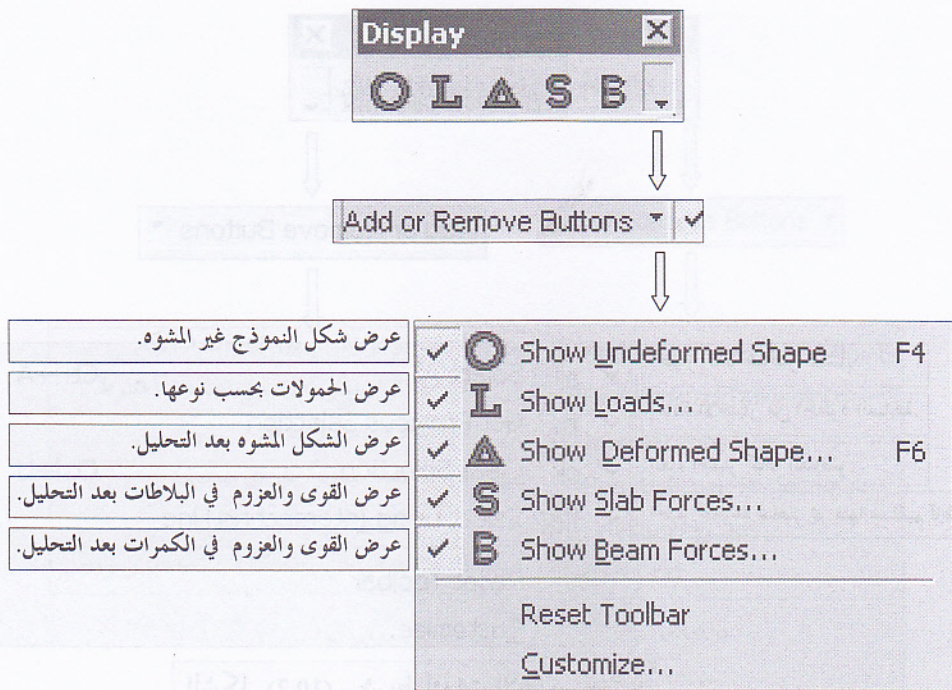 Display
O L S B
Add or Remove Buttons
عرض شكل النموذج غير المشوه.
Show Undeformed Shape F4
عرض الحمولات بحسب نوعها.
L Show Loads...
عرض الشكل المشوه بعد التحليل.
Show Deformed Shape... F6
عرض القوى والعزوم في البلاطات بعد التحليل.
S Show Slab Forces...
عرض القوى والعزوم في الكمرات بعد التحليل.
B Show Beam Forces...
Reset Toolbar
Customize...